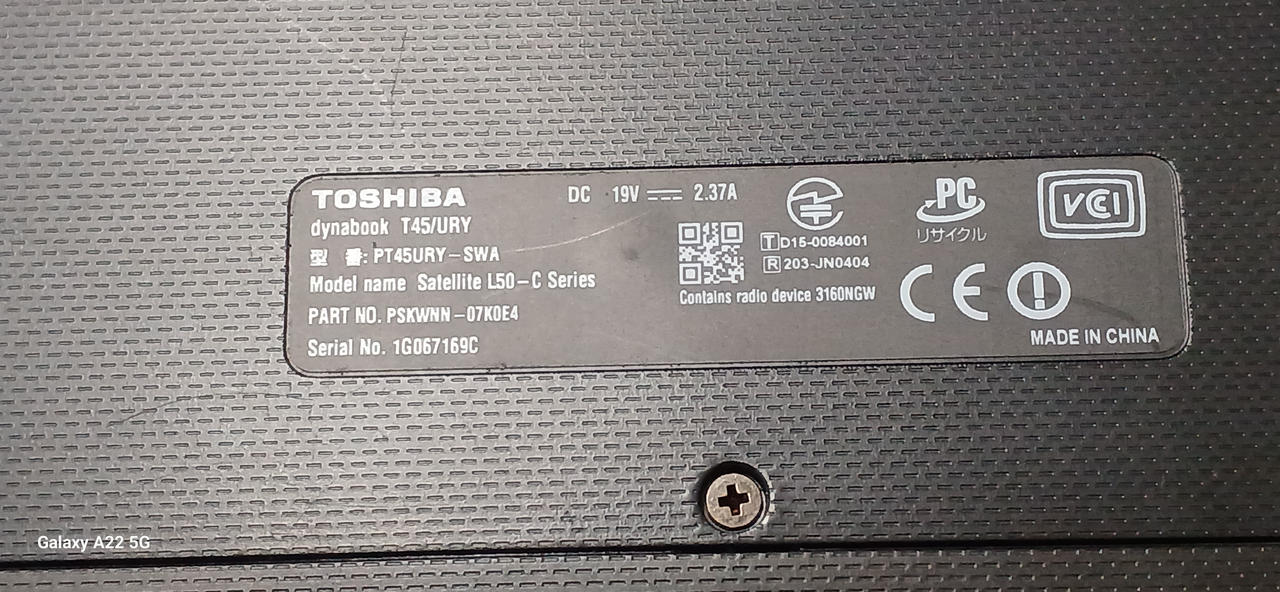 TOSHIBA
DC 19V 2.37A
dynabook T45/URY
型 番: PT45URY-SWA
Model name Satellite L50-C Series
PART NO. PSKWNN-07K0E4
Serial No. 1G067169C
T D15-0084001
R 203-JN0404
Contains radio device 3160NGW
PC
リサイクル
VCI
CE
MADE IN CHINA
Galaxy A22 5G